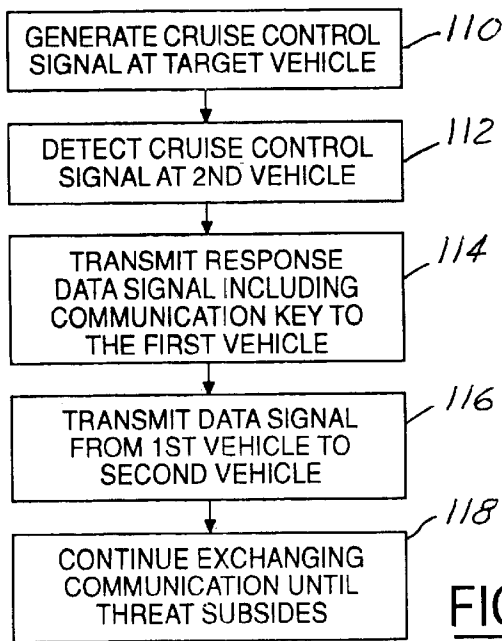 GENERATE CRUISE CONTROL
SIGNAL AT TARGET VEHICLE
110
DETECT CRUISE CONTROL
SIGNAL AT 2ND VEHICLE
112
TRANSMIT RESPONSE
DATA SIGNAL INCLUDING
COMMUNICATION KEY TO
THE FIRST VEHICLE
114
TRANSMIT DATA SIGNAL
FROM 1ST VEHICLE TO
SECOND VEHICLE
116
CONTINUE EXCHANGING
COMMUNICATION UNTIL
THREAT SUBSIDES
118
FIG